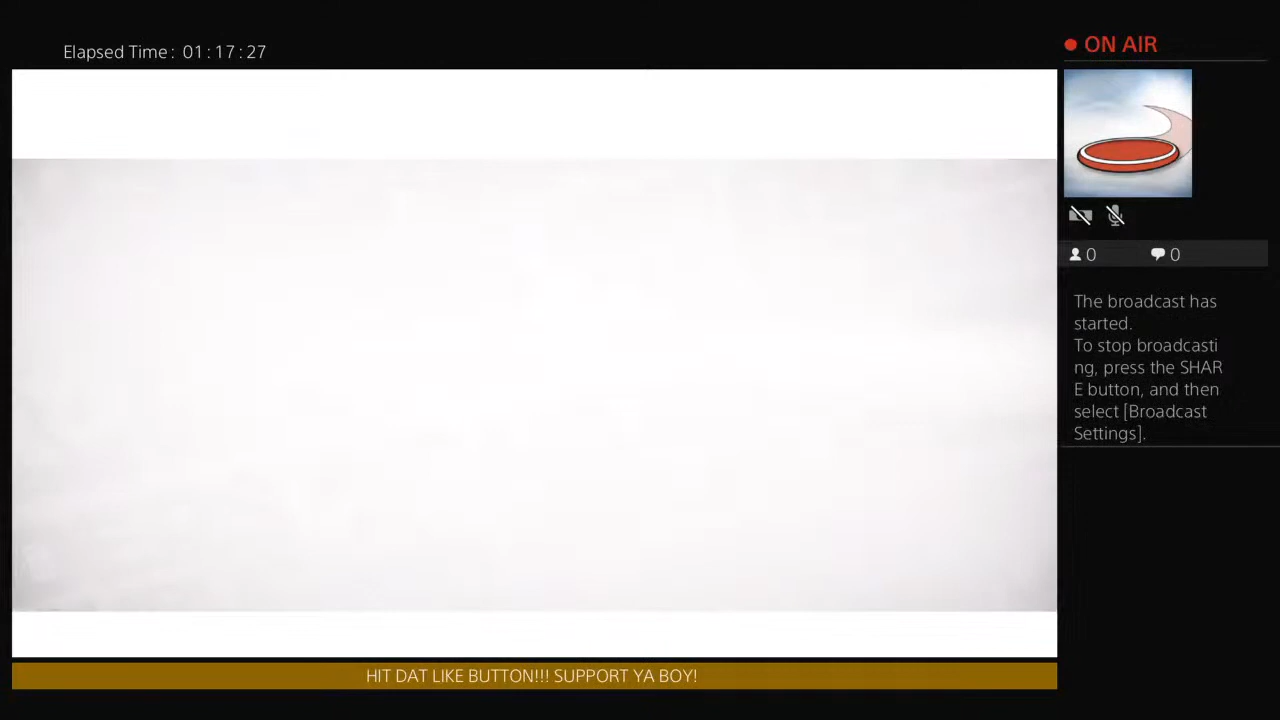 Elapsed Time: 01:17:27
ON AIR
0 0
The broadcast has
started.
To stop broadcasti
ng, press the SHAR
E button, and then
select [Broadcast
Settings].
HIT DAT LIKE BUTTON!!! SUPPORT YA BOY!